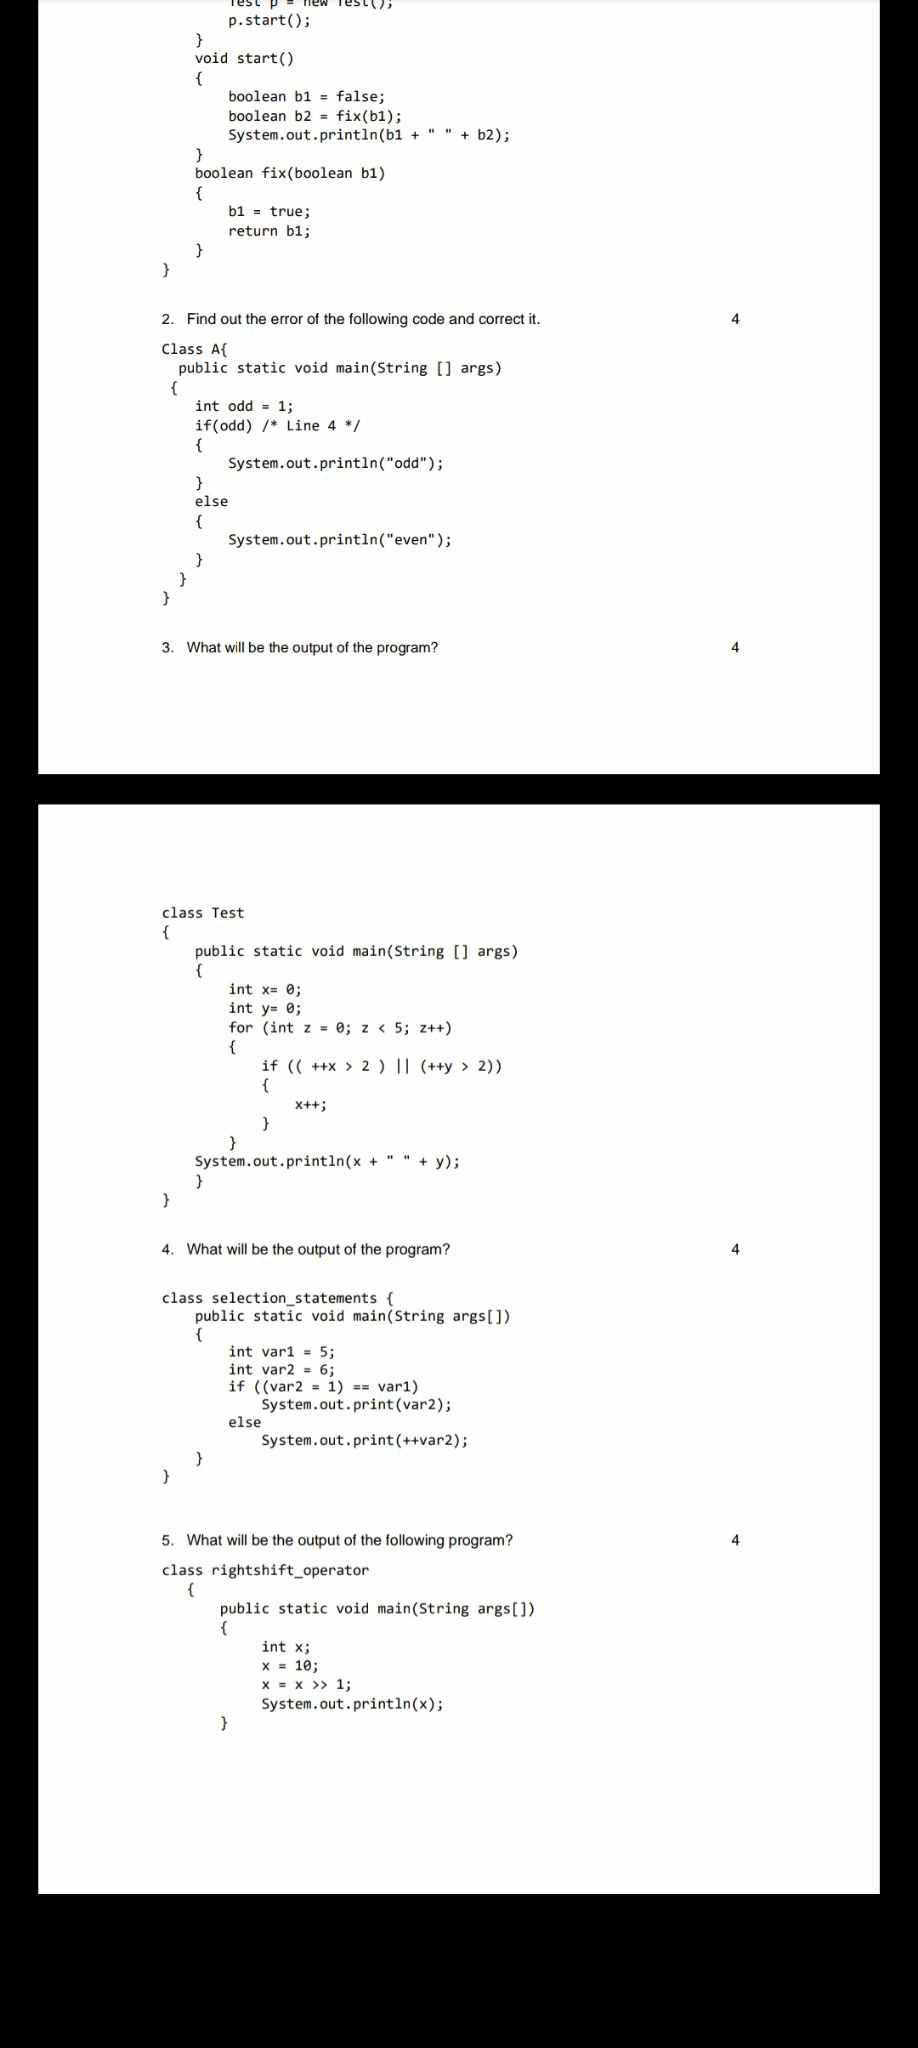 Test p = new Test();
p.start();
}
void start()
{
boolean b1 = false;
boolean b2 = fix(b1);
System.out.println(b1 + " " + b2);
}
boolean fix(boolean b1)
{
b1 = true;
return b1;
}
}
2. Find out the error of the following code and correct it. 4
Class A{
public static void main(String [] args)
{
int odd = 1;
if(odd) /* Line 4 */
{
System.out.println("odd");
}
else
{
System.out.println("even");
}
}
}
3. What will be the output of the program? 4
class Test
{
public static void main(String [] args)
{
int x= 0;
int y= 0;
for (int z = 0; z < 5; z++)
{
if (( ++x > 2 ) || (++y > 2))
{
x++;
}
}
System.out.println(x + " " + y);
}
}
4. What will be the output of the program? 4
class selection_statements {
public static void main(String args[])
{
int var1 = 5;
int var2 = 6;
if ((var2 = 1) == var1)
System.out.print(var2);
else
System.out.print(++var2);
}
}
5. What will be the output of the following program? 4
class rightshift_operator
{
public static void main(String args[])
{
int x;
x = 10;
x = x >> 1;
System.out.println(x);
}